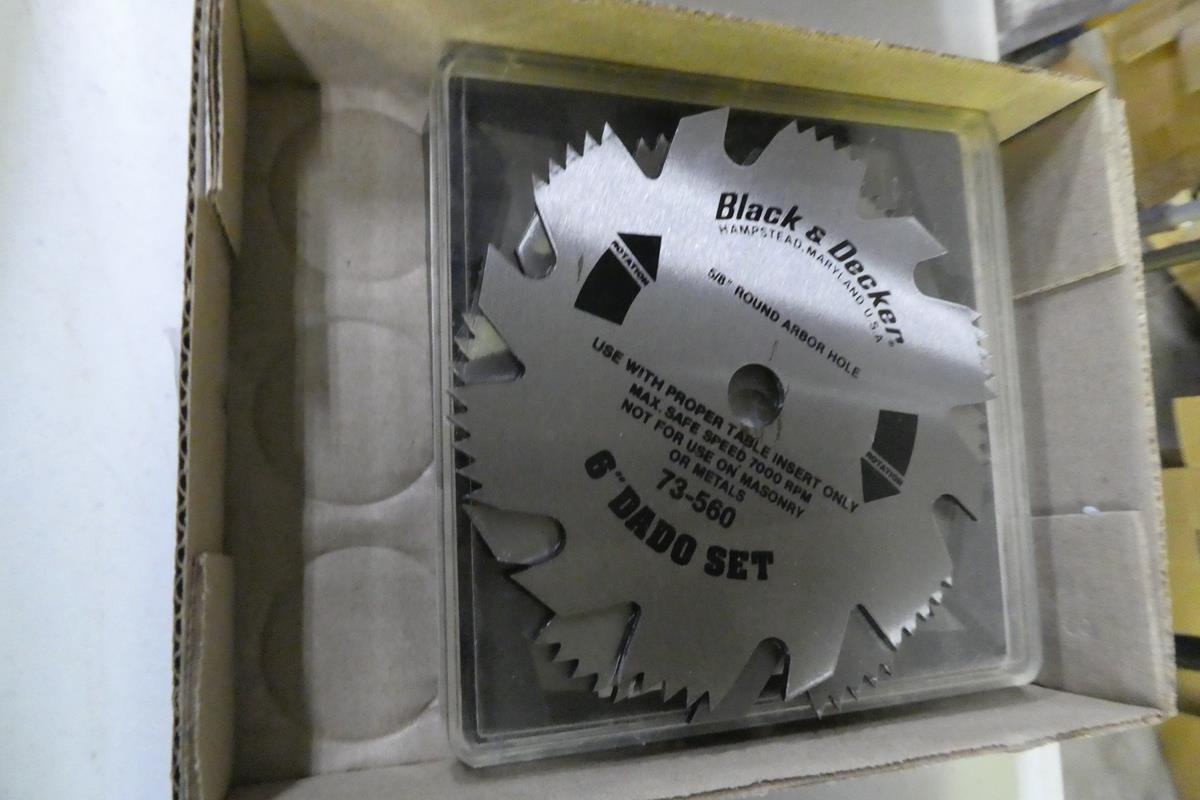 Black & Decker®
HAMPSTEAD, MARYLAND U.S.A.
5/8" ROUND ARBOR HOLE
ROTATION
USE WITH PROPER TABLE INSERT ONLY
MAX. SAFE SPEED 7000 RPM
NOT FOR USE ON MASONRY
OR METALS
73-560
6" DADO SET
ROTATION